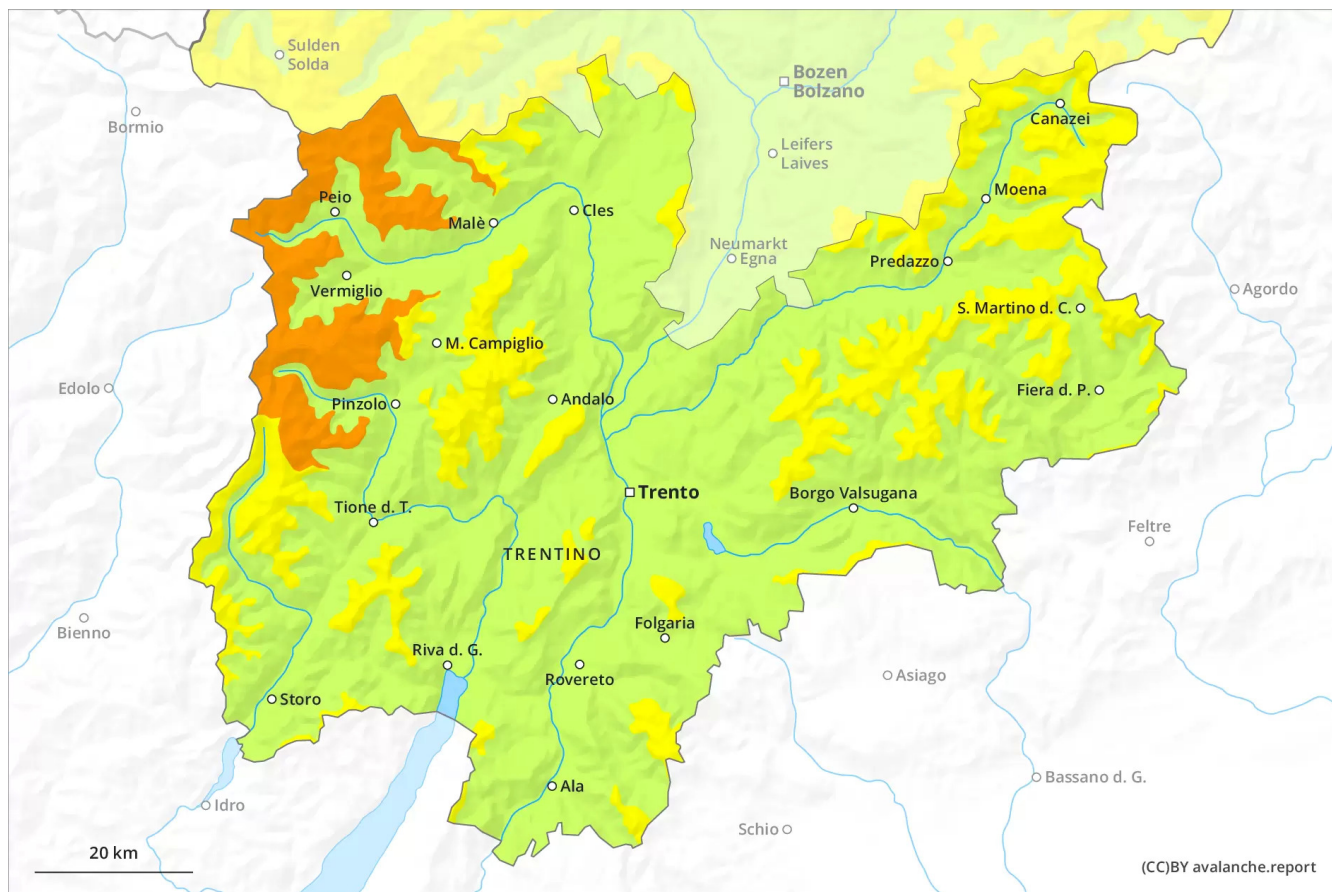 Sulden
Solda
Bozen
Bolzano
Bormio
Canazei
Leifers
Laives
Peio
Moena
Malè
Cles
Neumarkt
Egna
Predazzo
Vermiglio
Agordo
S. Martino d. C.
M. Campiglio
Edolo
Pinzolo
Andalo
Fiera d. P.
Trento
Borgo Valsugana
Tione d. T.
Feltre
TRENTINO
Bienno
Folgaria
Riva d. G.
Rovereto
Asiago
Storo
Bassano d. G.
Ala
Idro
Schio
20 km
(CC)BY avalanche.report